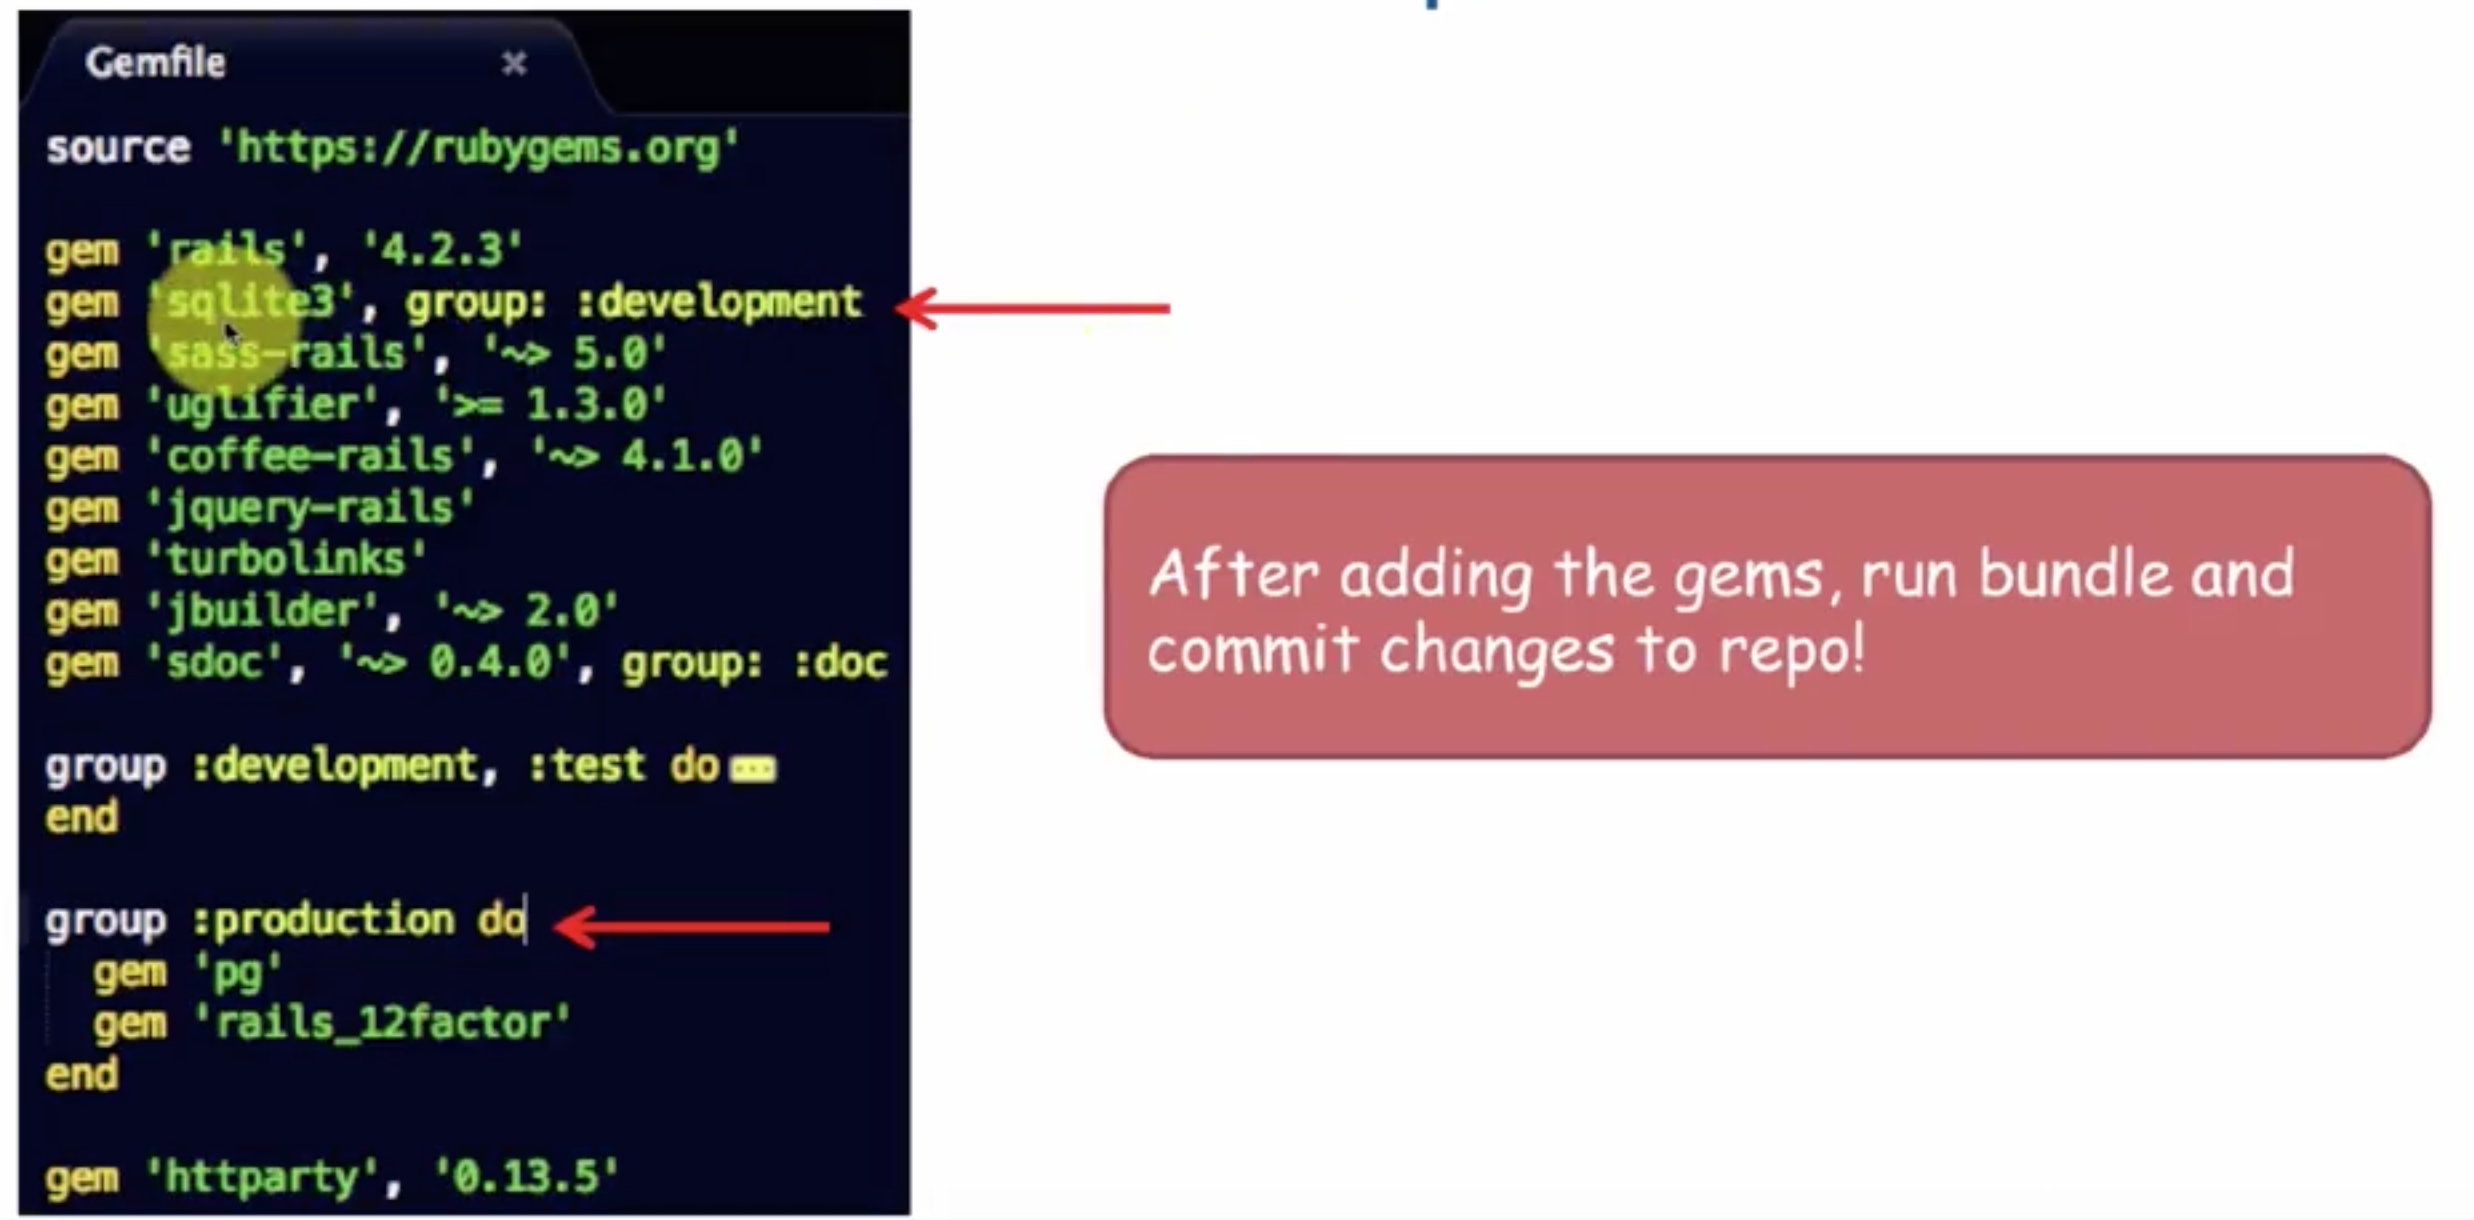 Gemfile
source 'https://rubygems.org'
gem 'rails', '4.2.3'
gem 'sqlite3', group: :development
gem 'sass-rails', '~> 5.0'
gem 'uglifier', '>= 1.3.0'
gem 'coffee-rails', '~> 4.1.0'
gem 'jquery-rails'
gem 'turbolinks'
gem 'jbuilder', '~> 2.0'
gem 'sdoc', '~> 0.4.0', group: :doc
group :development, :test do
end
group :production do
gem 'pg'
gem 'rails_12factor'
end
gem 'httparty', '0.13.5'
After adding the gems, run bundle and
commit changes to repo!